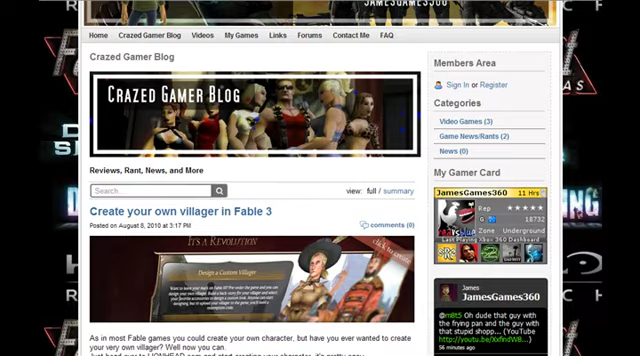 JAMESGAMES360
Home Crazed Gamer Blog Videos My Games Links Forums Contact Me FAQ
Crazed Gamer Blog
CRAZED GAMER BLOG
Reviews, Rant, News, and More
Search...
view: full / summary
Create your own villager in Fable 3
Posted on August 8, 2010 at 3:17 PM
comments (0)
IT'S A REVOLUTION
click to create
Design a Custom Villager
As in most Fable games you could create your own character, but have you ever wanted to create
your very own villager? Well now you can.
Members Area
Sign In or Register
Categories
Video Games (3)
Game News/Rants (2)
News (0)
My Gamer Card
JamesGames360 11 Hrs
Rep
G 18732
Zone Underground
Last Playing Xbox 360 Dashboard
James
JamesGames360
@m8t5 Oh dude that guy with
the frying pan and the guy with
that stupid shopp... (YouTube
http://youtu.be/XxfindW8...)
56 minutes ago